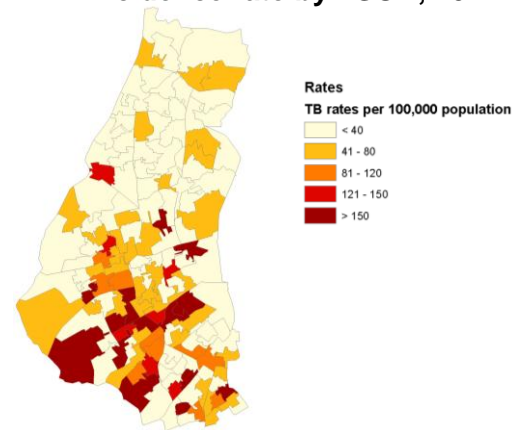 Rates
TB rates per 100,000 population
< 40
41 - 80
81 - 120
121 - 150
> 150